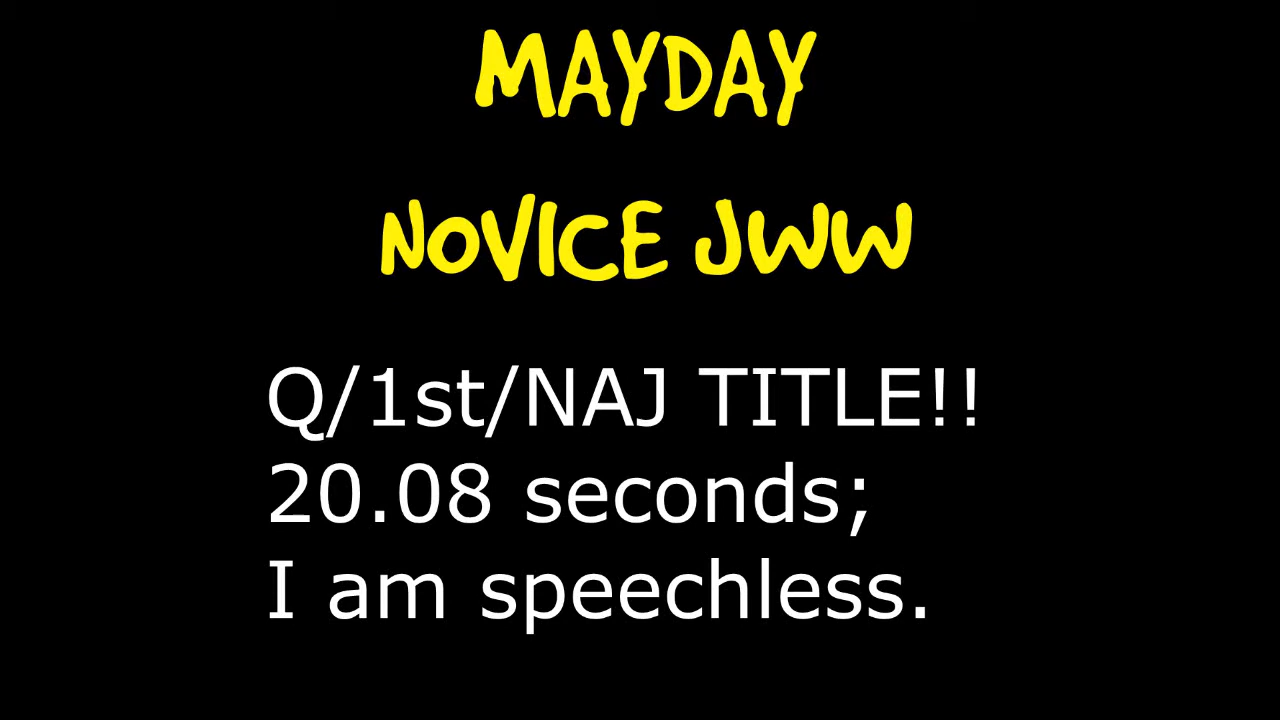 MAYDAY
NOVICE JWW
Q/1st/NAJ TITLE!!
20.08 seconds;
I am speechless.